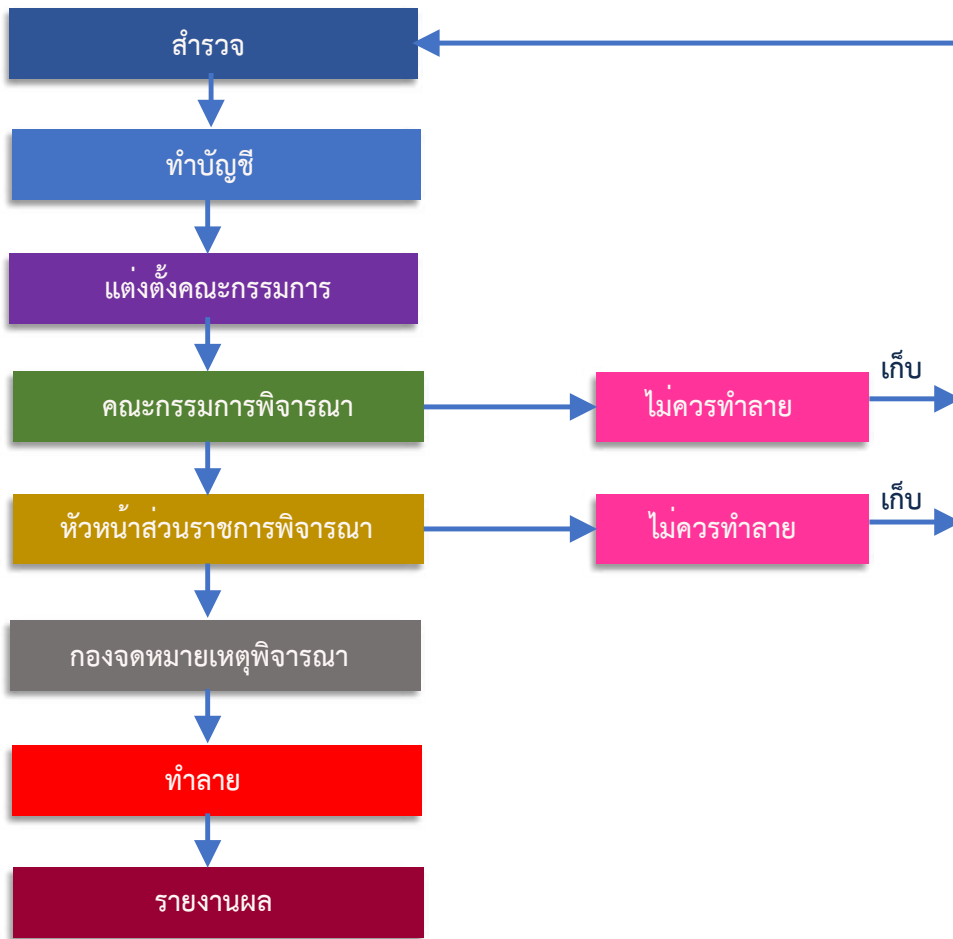 สำรวจ
ทำบัญชี
แต่งตั้งคณะกรรมการ
เก็บ
คณะกรรมการพิจารณา
ไม่ควรทำลาย
เก็บ
หัวหน้าส่วนราชการพิจารณา
ไม่ควรทำลาย
กองจดหมายเหตุพิจารณา
ทำลาย
รายงานผล